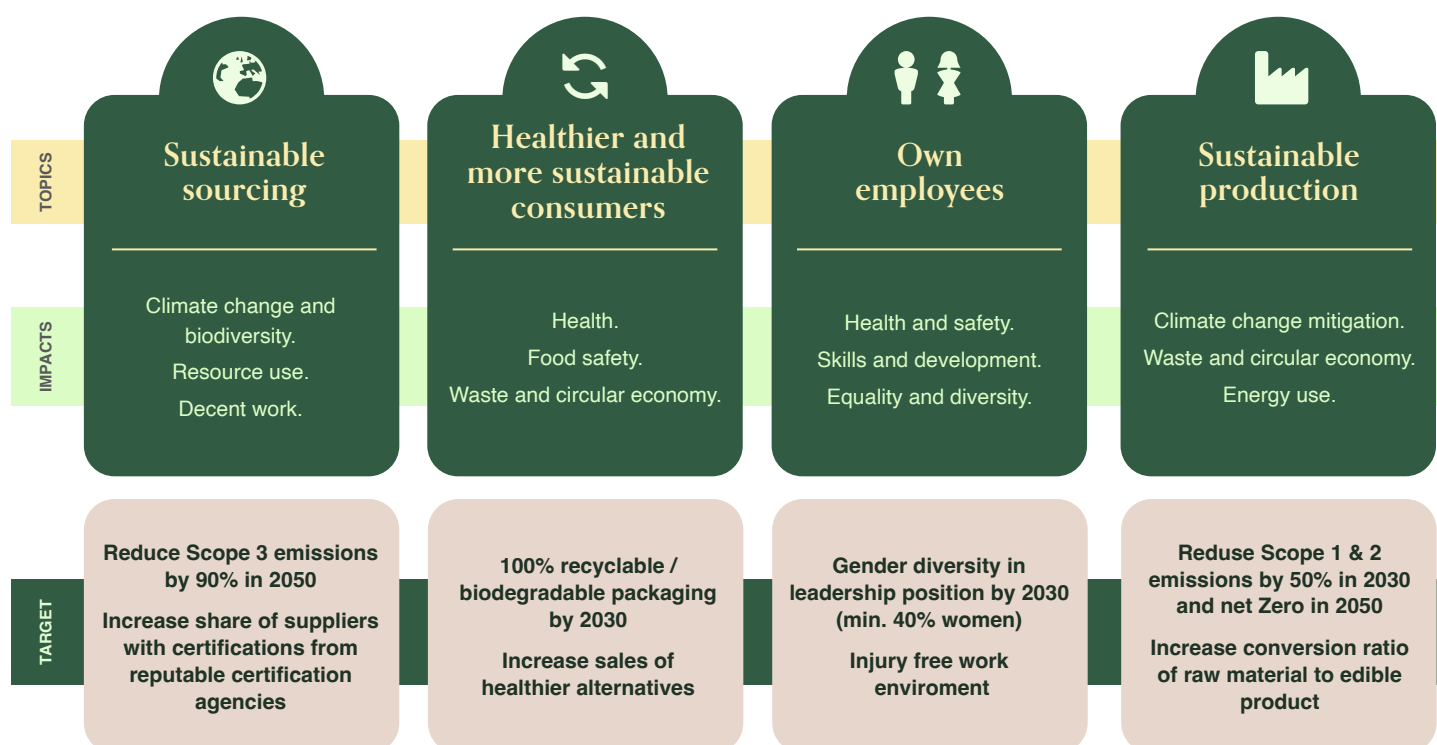 TOPICS
Sustainable
sourcing
Healthier and
more sustainable
consumers
Own
employees
Sustainable
production
IMPACTS
Climate change and
biodiversity.
Resource use.
Decent work.
Health.
Food safety.
Waste and circular economy.
Health and safety.
Skills and development.
Equality and diversity.
Climate change mitigation.
Waste and circular economy.
Energy use.
TARGET
Reduce Scope 3 emissions
by 90% in 2050
Increase share of suppliers
with certifications from
reputable certification
agencies
100% recyclable /
biodegradable packaging
by 2030
Increase sales of
healthier alternatives
Gender diversity in
leadership position by 2030
(min. 40% women)
Injury free work
enviroment
Reduse Scope 1 & 2
emissions by 50% in 2030
and net Zero in 2050
Increase conversion ratio
of raw material to edible
product